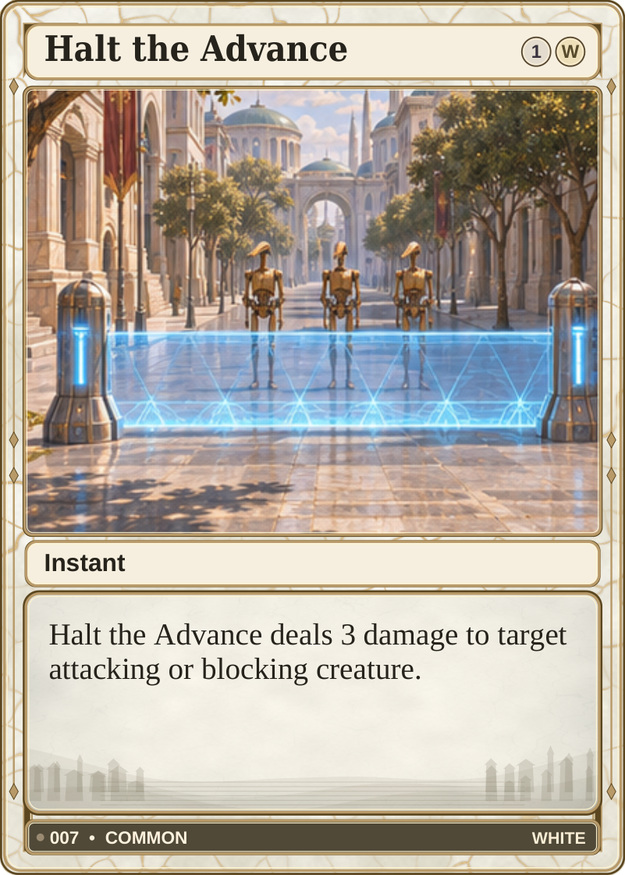 Halt the Advance 1 W
Instant
Halt the Advance deals 3 damage to target
attacking or blocking creature.
007 • COMMON WHITE